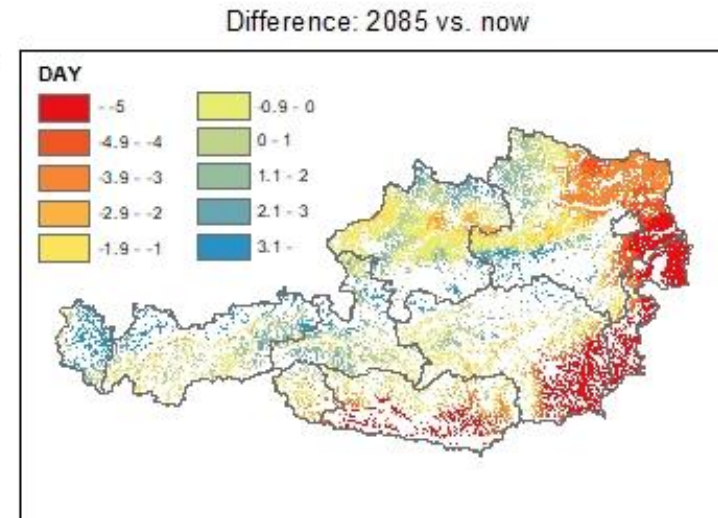 Difference: 2085 vs. now
DAY
- -5
-4.9 - -4
-3.9 - -3
-2.9 - -2
-1.9 - -1
-0.9 - 0
0 - 1
1.1 - 2
2.1 - 3
3.1 -